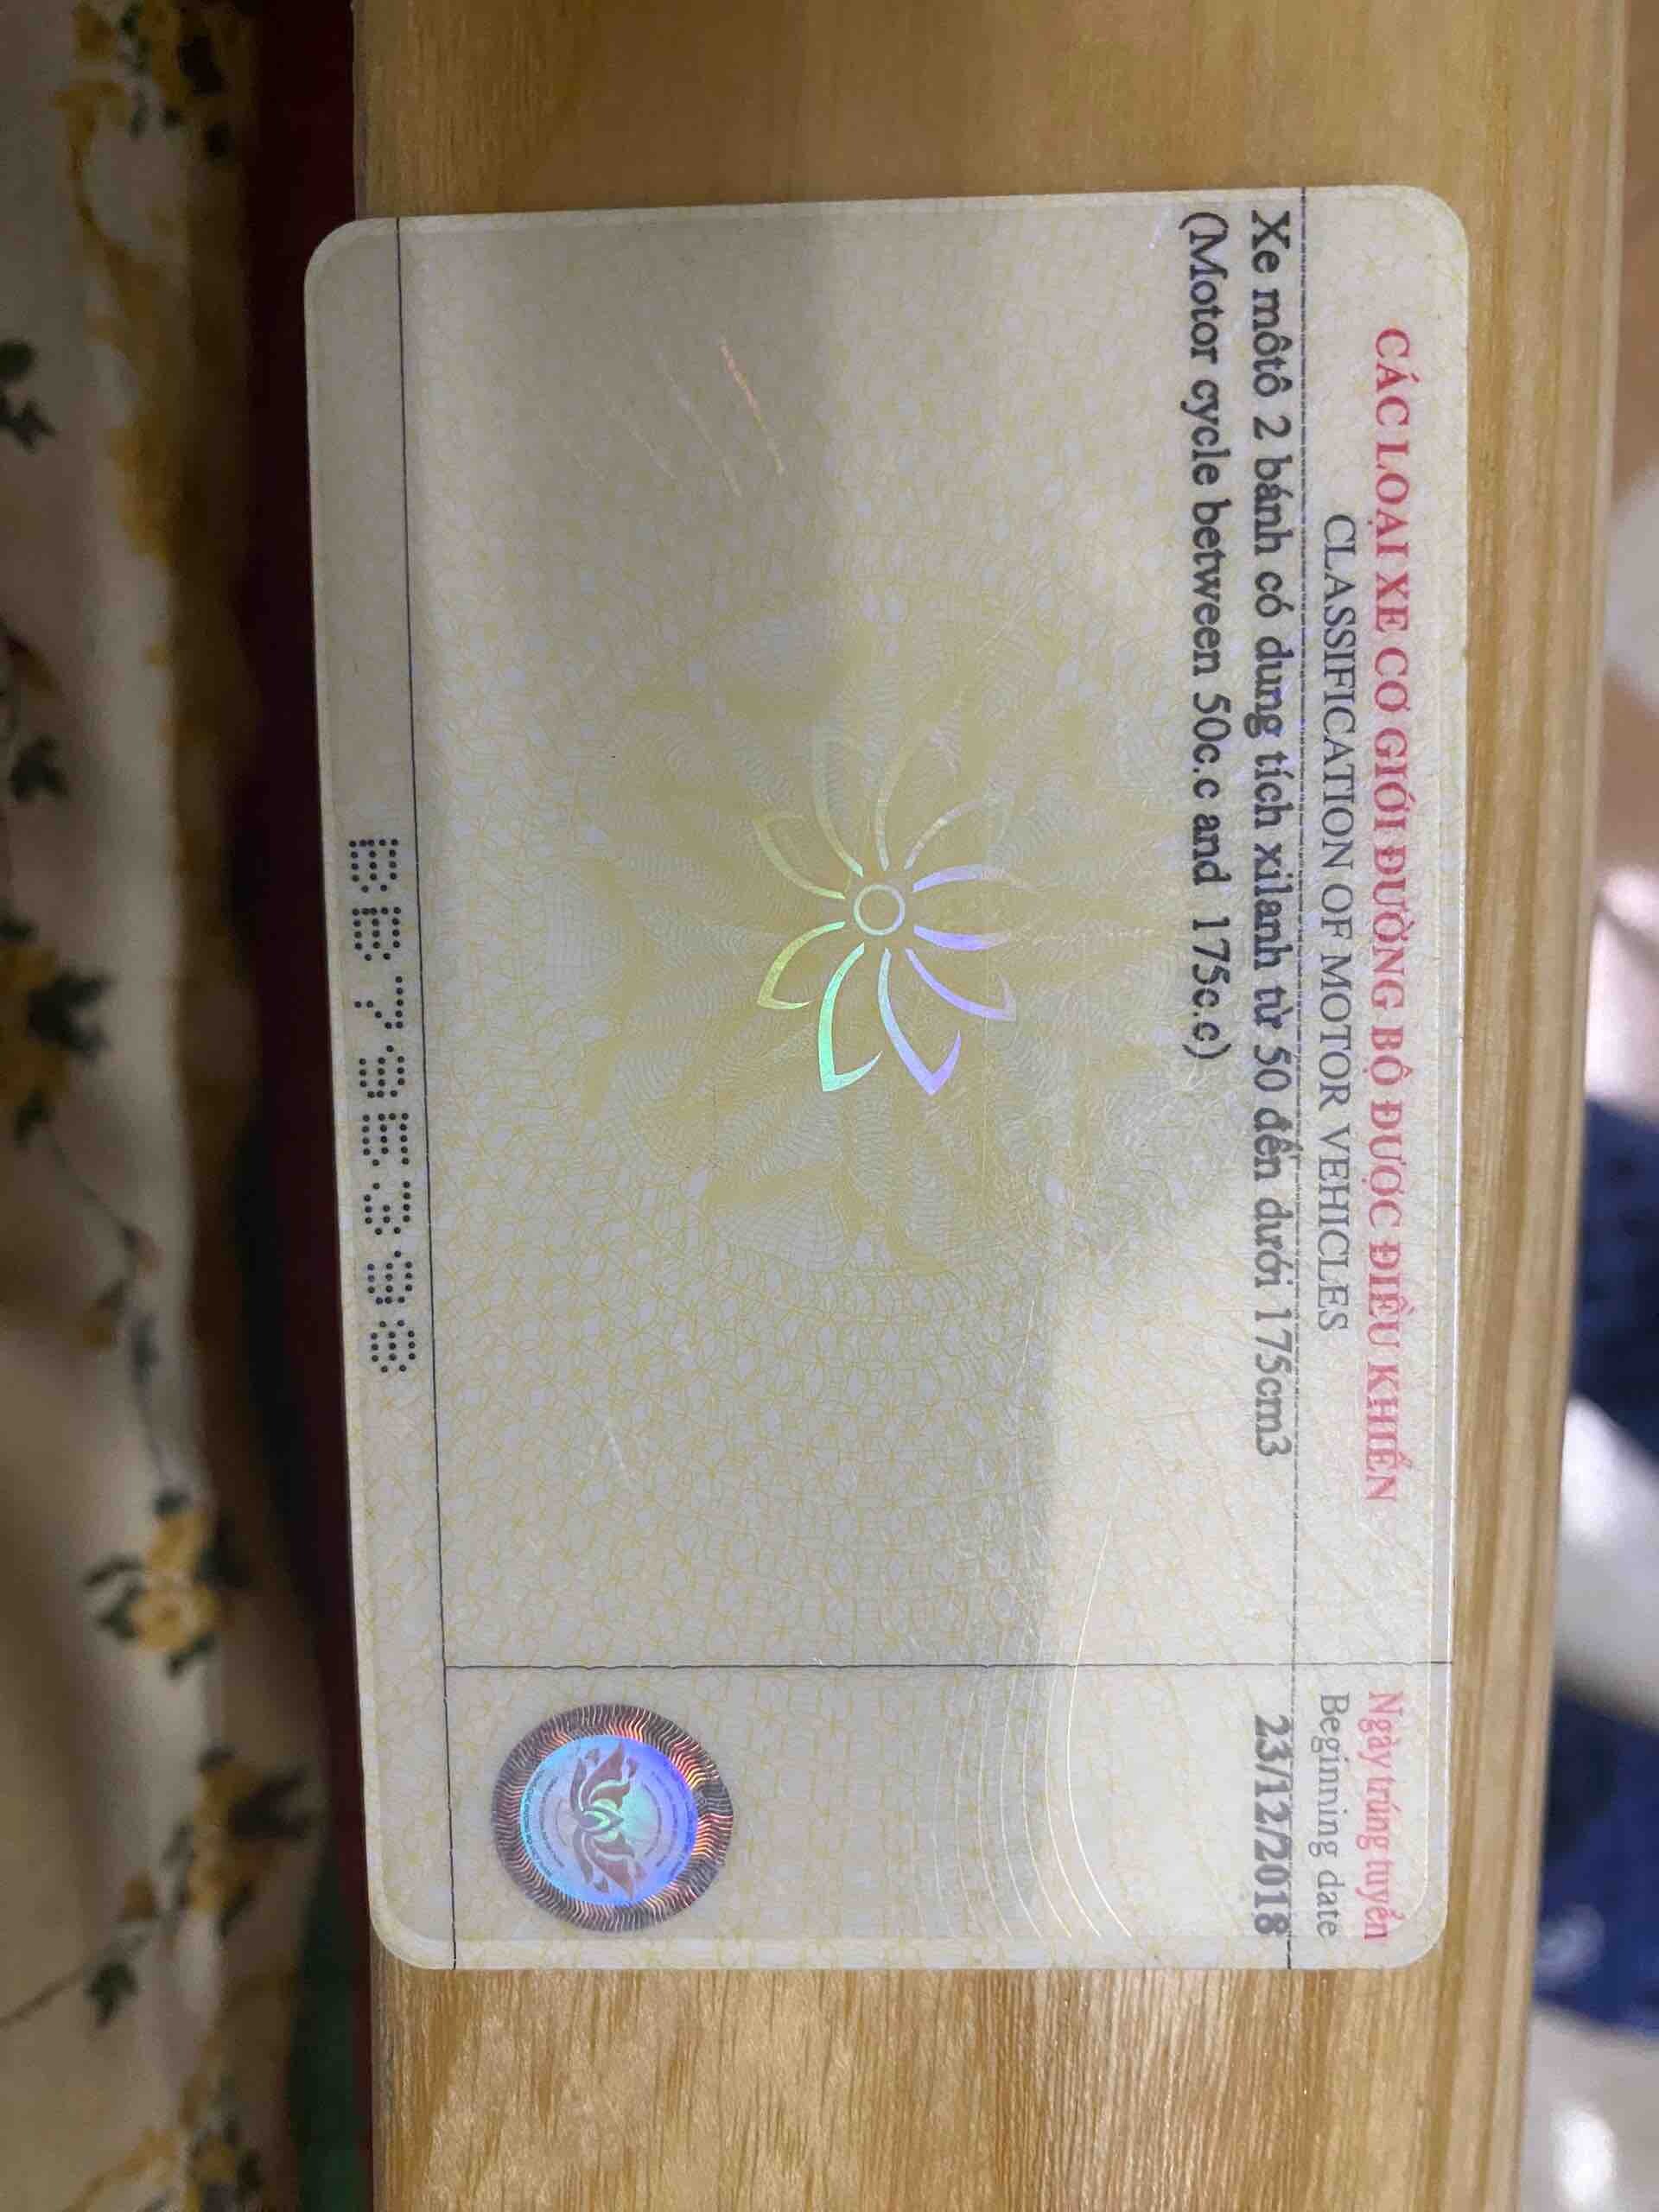 CÁC LOẠI XE CƠ GIỚI ĐƯỜNG BỘ ĐƯỢC ĐIỀU KHIỂN
CLASSIFICATION OF MOTOR VEHICLES
Ngày trúng tuyển
Beginning date
Xe môtô 2 bánh có dung tích xilanh từ 50 đến dưới 175cm3
(Motor cycle between 50c.c and 175c.c)
23/12/2018